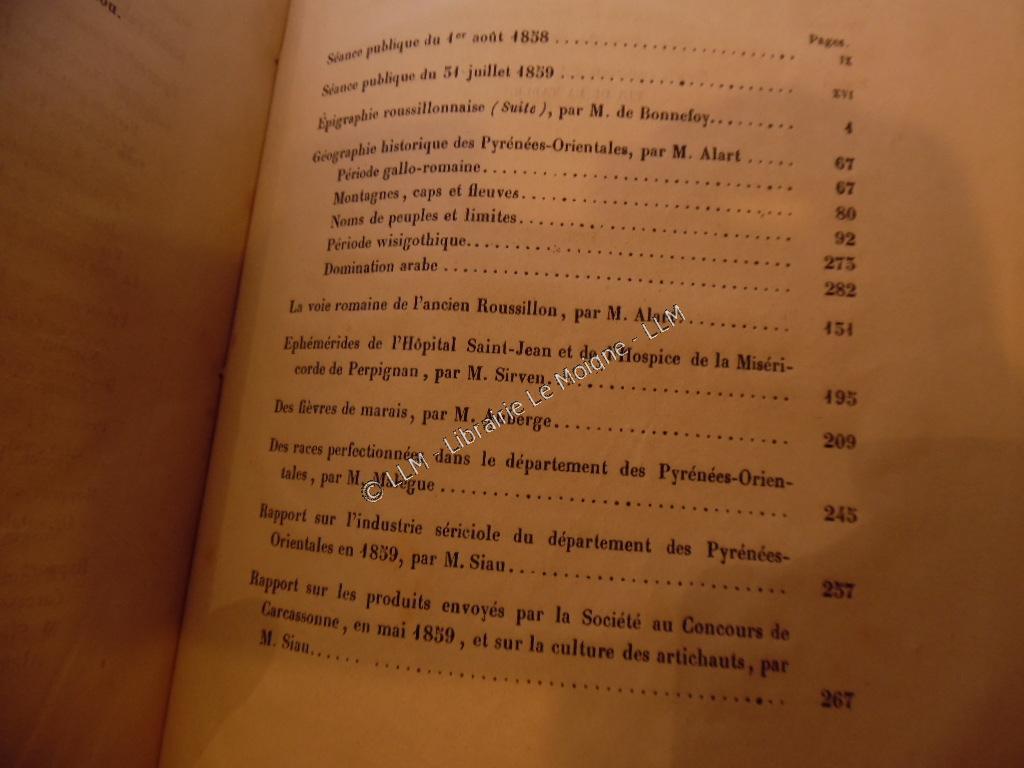 Pages.
Séance publique du 1er août 1858 ........ IX
Séance publique du 31 juillet 1859 ........ XVI
Épigraphie roussillonnaise (Suite), par M. de Bonnefoy ........ 1
Géographie historique des Pyrénées-Orientales, par M. Alart ..... 67
Période gallo-romaine ........ 67
Montagnes, caps et fleuves ........ 80
Noms de peuples et limites ........ 92
Période wisigothique ........ 275
Domination arabe ........ 282
La voie romaine de l'ancien Roussillon, par M. Alart ........ 131
Ephémérides de l'Hôpital Saint-Jean et de l'Hospice de la Miséri-
corde de Perpignan, par M. Sirven ........ 195
Des fièvres de marais, par M. Auberge ........ 209
Des races perfectionnées dans le département des Pyrénées-Orien-
tales, par M. ........ 245
Rapport sur l'industrie séricicole du département des Pyrénées-
Orientales en 1859, par M. Siau ........ 257
Rapport sur les produits envoyés par la Société au Concours de
Carcassonne, en mai 1859, et sur la culture des artichauts, par
M. Siau ........ 267
© LLM - Librairie Le Moigne - LLM